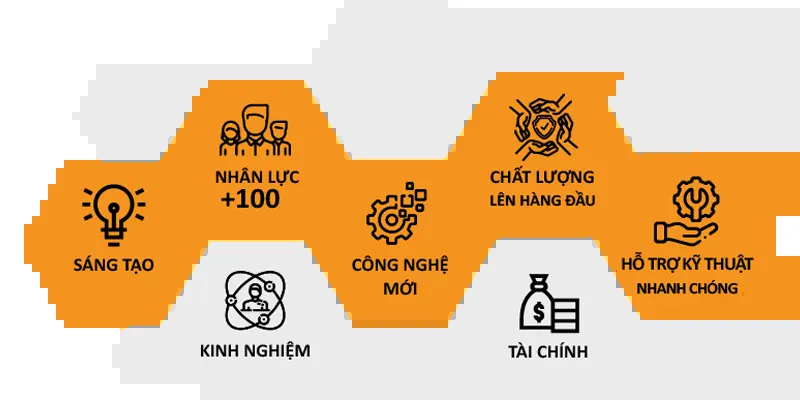 NHÂN LỰC
+100
CHẤT LƯỢNG
LÊN HÀNG ĐẦU
SÁNG TẠO
CÔNG NGHỆ
MỚI
HỖ TRỢ KỸ THUẬT
NHANH CHÓNG
KINH NGHIỆM
$
TÀI CHÍNH